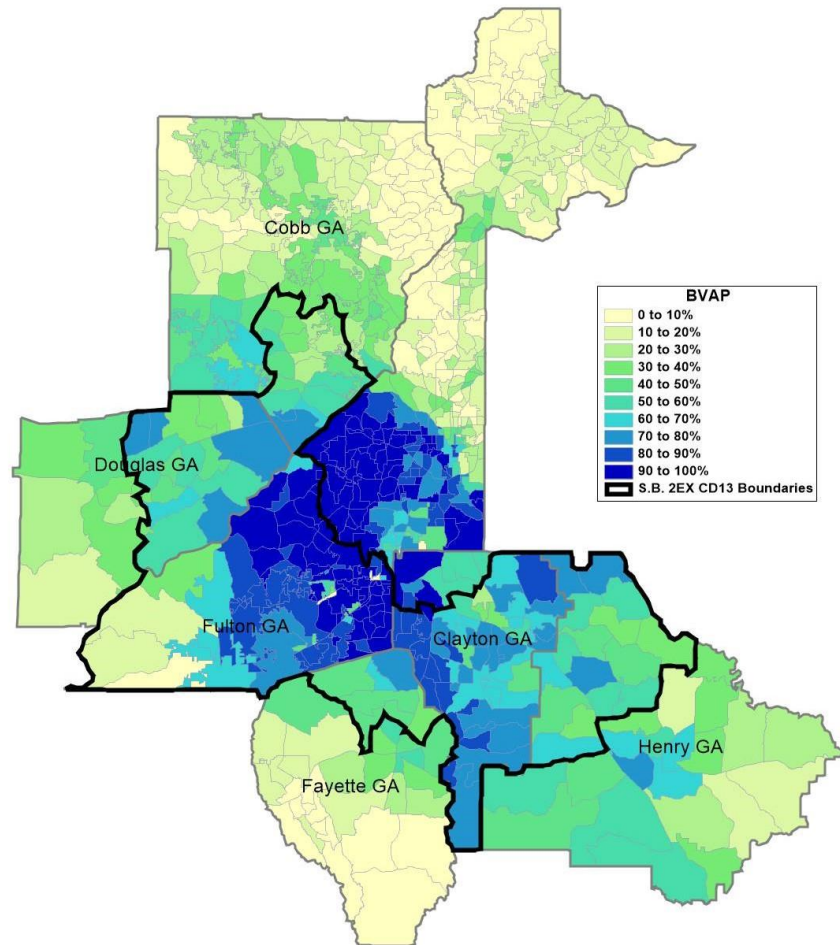 Cobb GA
BVAP
0 to 10%
10 to 20%
20 to 30%
30 to 40%
40 to 50%
50 to 60%
60 to 70%
70 to 80%
80 to 90%
90 to 100%
S.B. 2EX CD13 Boundaries
Douglas GA
Fulton GA
Clayton GA
Henry GA
Fayette GA